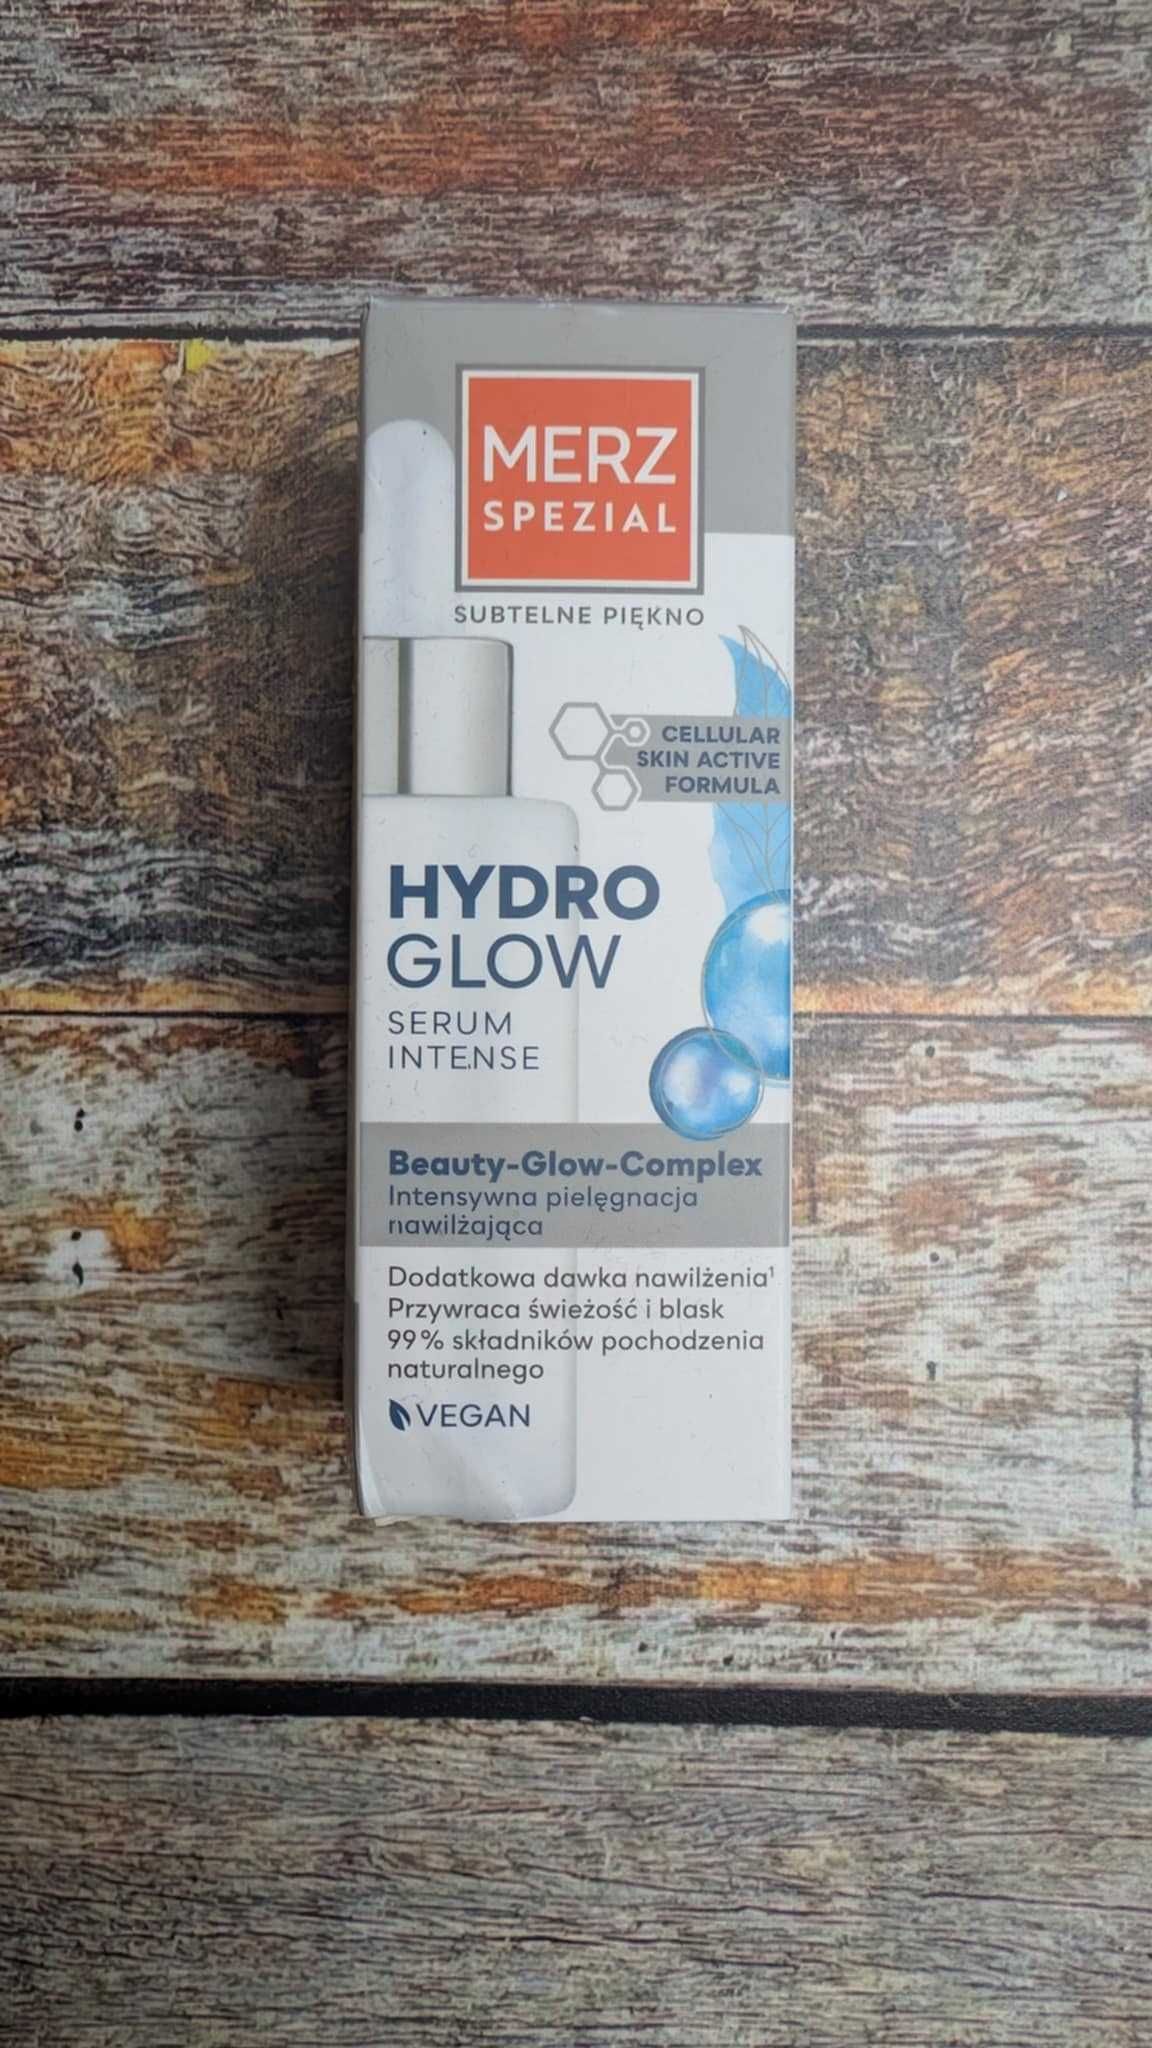 MERZ
SPEZIAL
SUBTELNE PIĘKNO
CELLULAR
SKIN ACTIVE
FORMULA
HYDRO
GLOW
SERUM
INTENSE
Beauty-Glow-Complex
Intensywna pielęgnacja
nawilżająca
Dodatkowa dawka nawilżenia¹
Przywraca świeżość i blask
99% składników pochodzenia
naturalnego
VEGAN